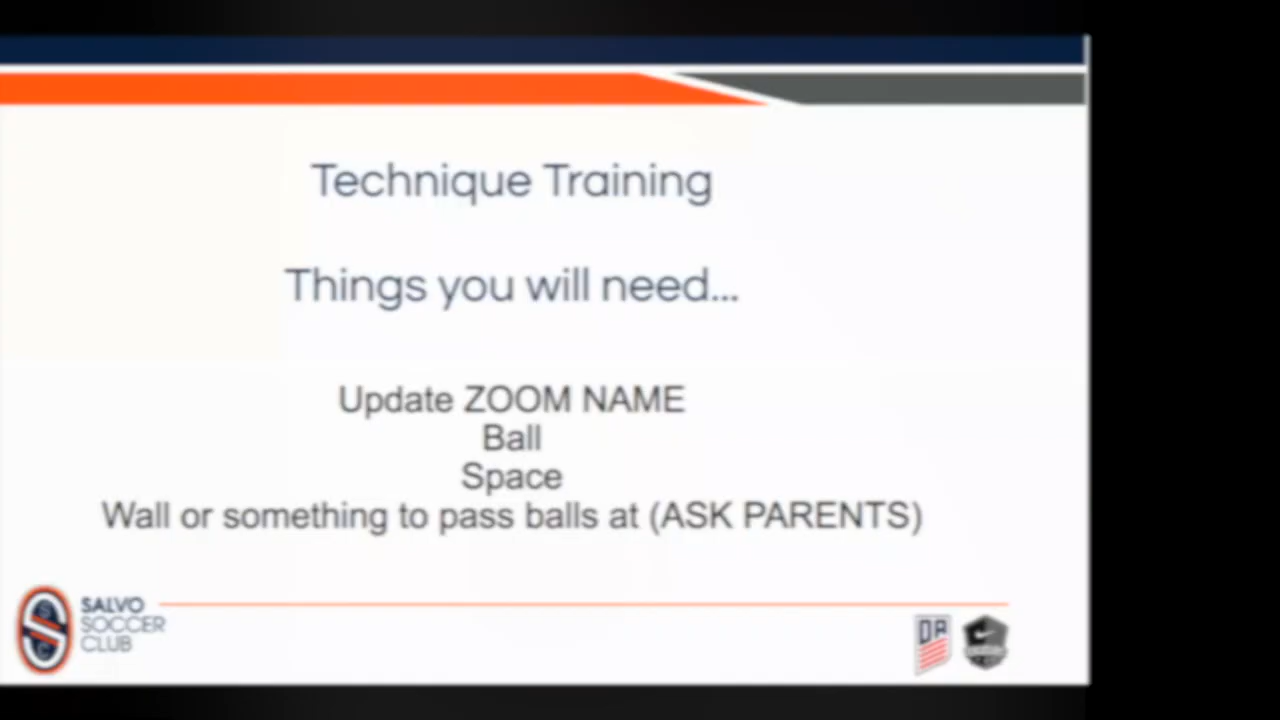 Technique Training
Things you will need...
Update ZOOM NAME
Ball
Space
Wall or something to pass balls at (ASK PARENTS)
SALVO
SOCCER
CLUB
DA